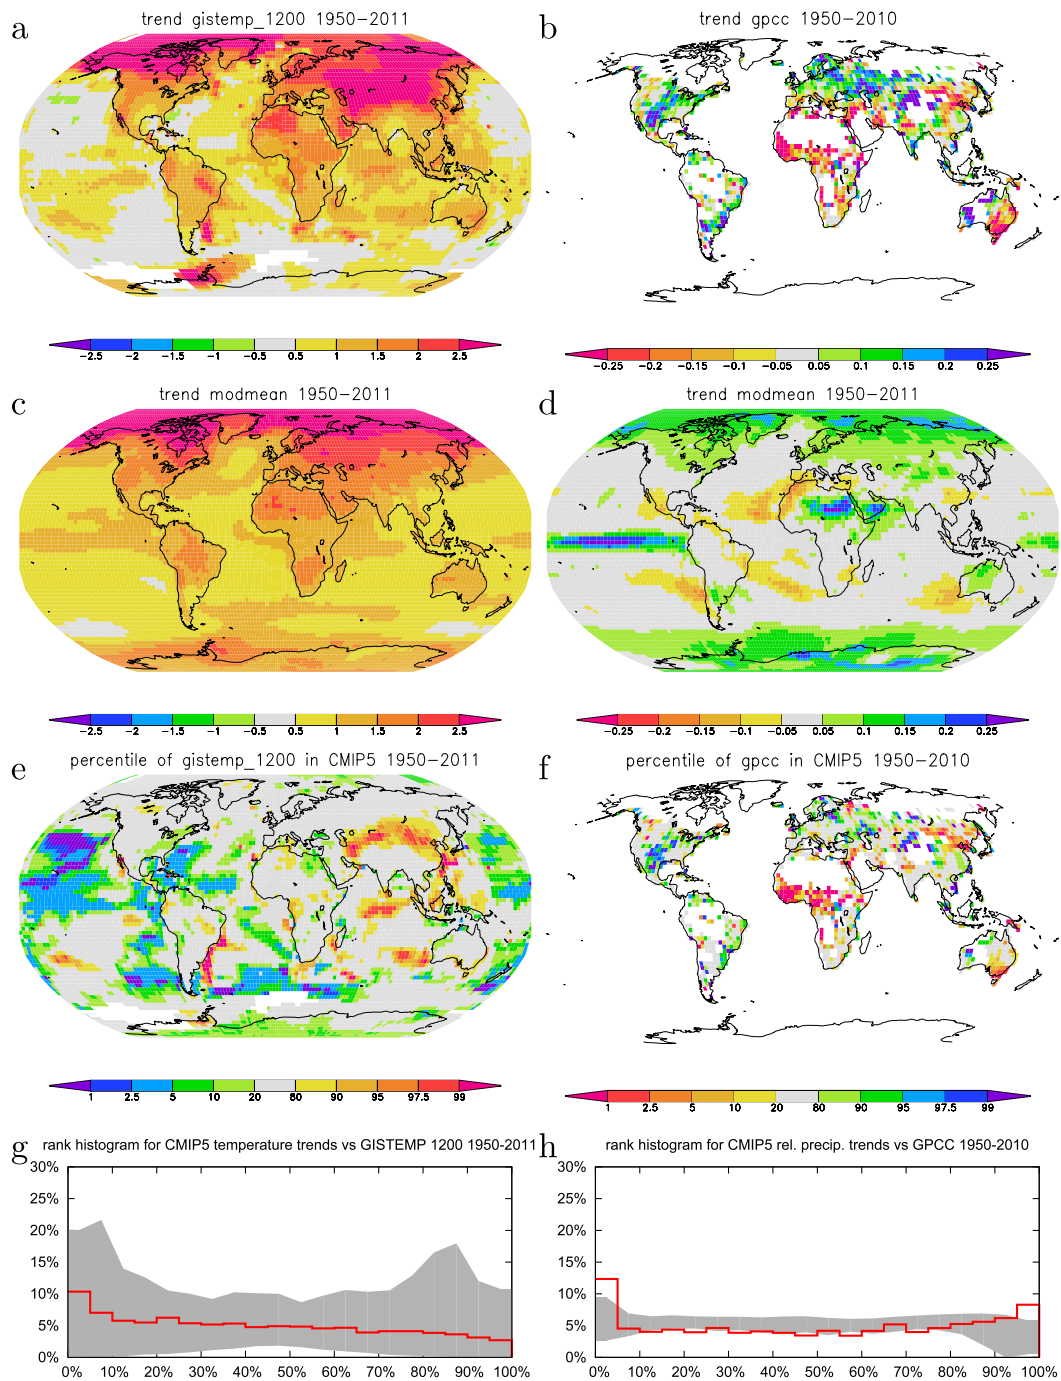 a
trend gistemp_1200 1950-2011
b
trend gpcc 1950-2010
-2.5 -2 -1.5 -1 -0.5 0.5 1 1.5 2 2.5
-0.25 -0.2 -0.15 -0.1 -0.05 0.05 0.1 0.15 0.2 0.25
c
trend modmean 1950-2011
d
trend modmean 1950-2011
-2.5 -2 -1.5 -1 -0.5 0.5 1 1.5 2 2.5
-0.25 -0.2 -0.15 -0.1 -0.05 0.05 0.1 0.15 0.2 0.25
e
percentile of gistemp_1200 in CMIP5 1950-2011
f
percentile of gpcc in CMIP5 1950-2010
1 2.5 5 10 20 80 90 95 97.5 99
1 2.5 5 10 20 80 90 95 97.5 99
g
rank histogram for CMIP5 temperature trends vs GISTEMP 1200 1950-2011
h
rank histogram for CMIP5 rel. precip. trends vs GPCC 1950-2010
30%
25%
20%
15%
10%
5%
0%
0% 10% 20% 30% 40% 50% 60% 70% 80% 90% 100%
30%
25%
20%
15%
10%
5%
0%
0% 10% 20% 30% 40% 50% 60% 70% 80% 90% 100%